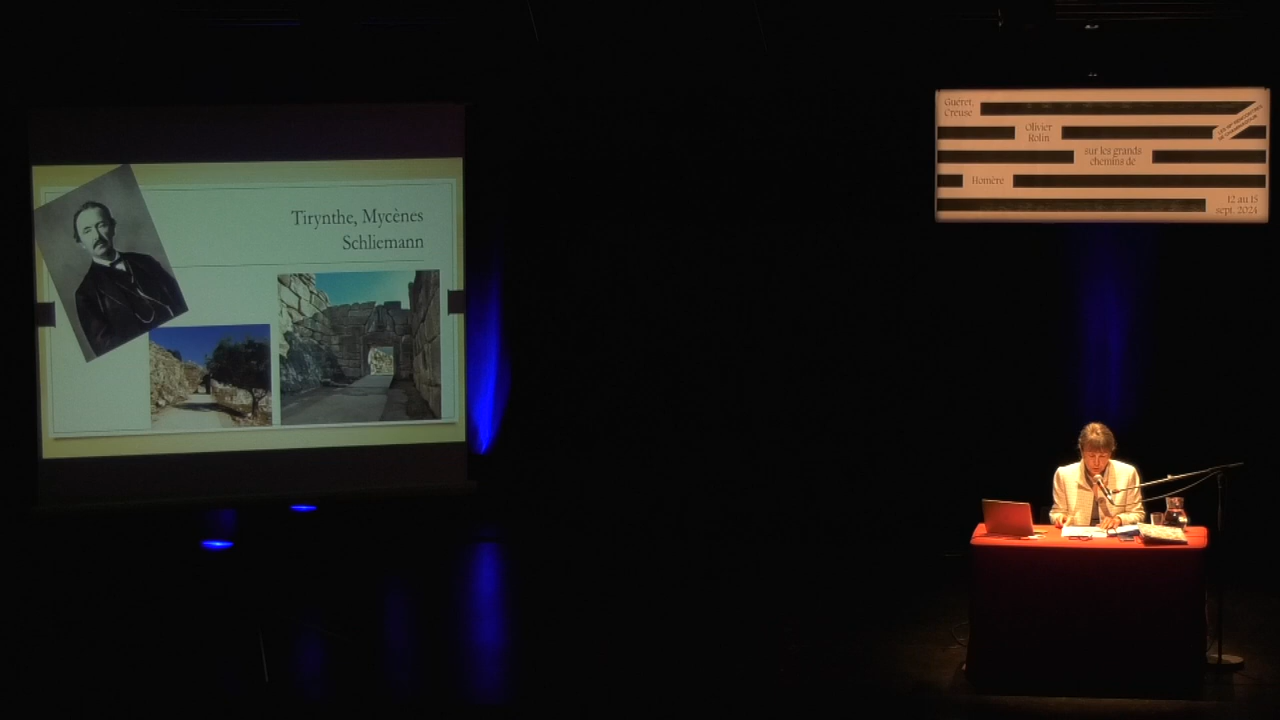 Tirynthe, Mycènes
Schliemann
Guéret,
Creuse
Olivier
Rolin
sur les grands
chemins de
Homère
12 au 15
sept. 2024